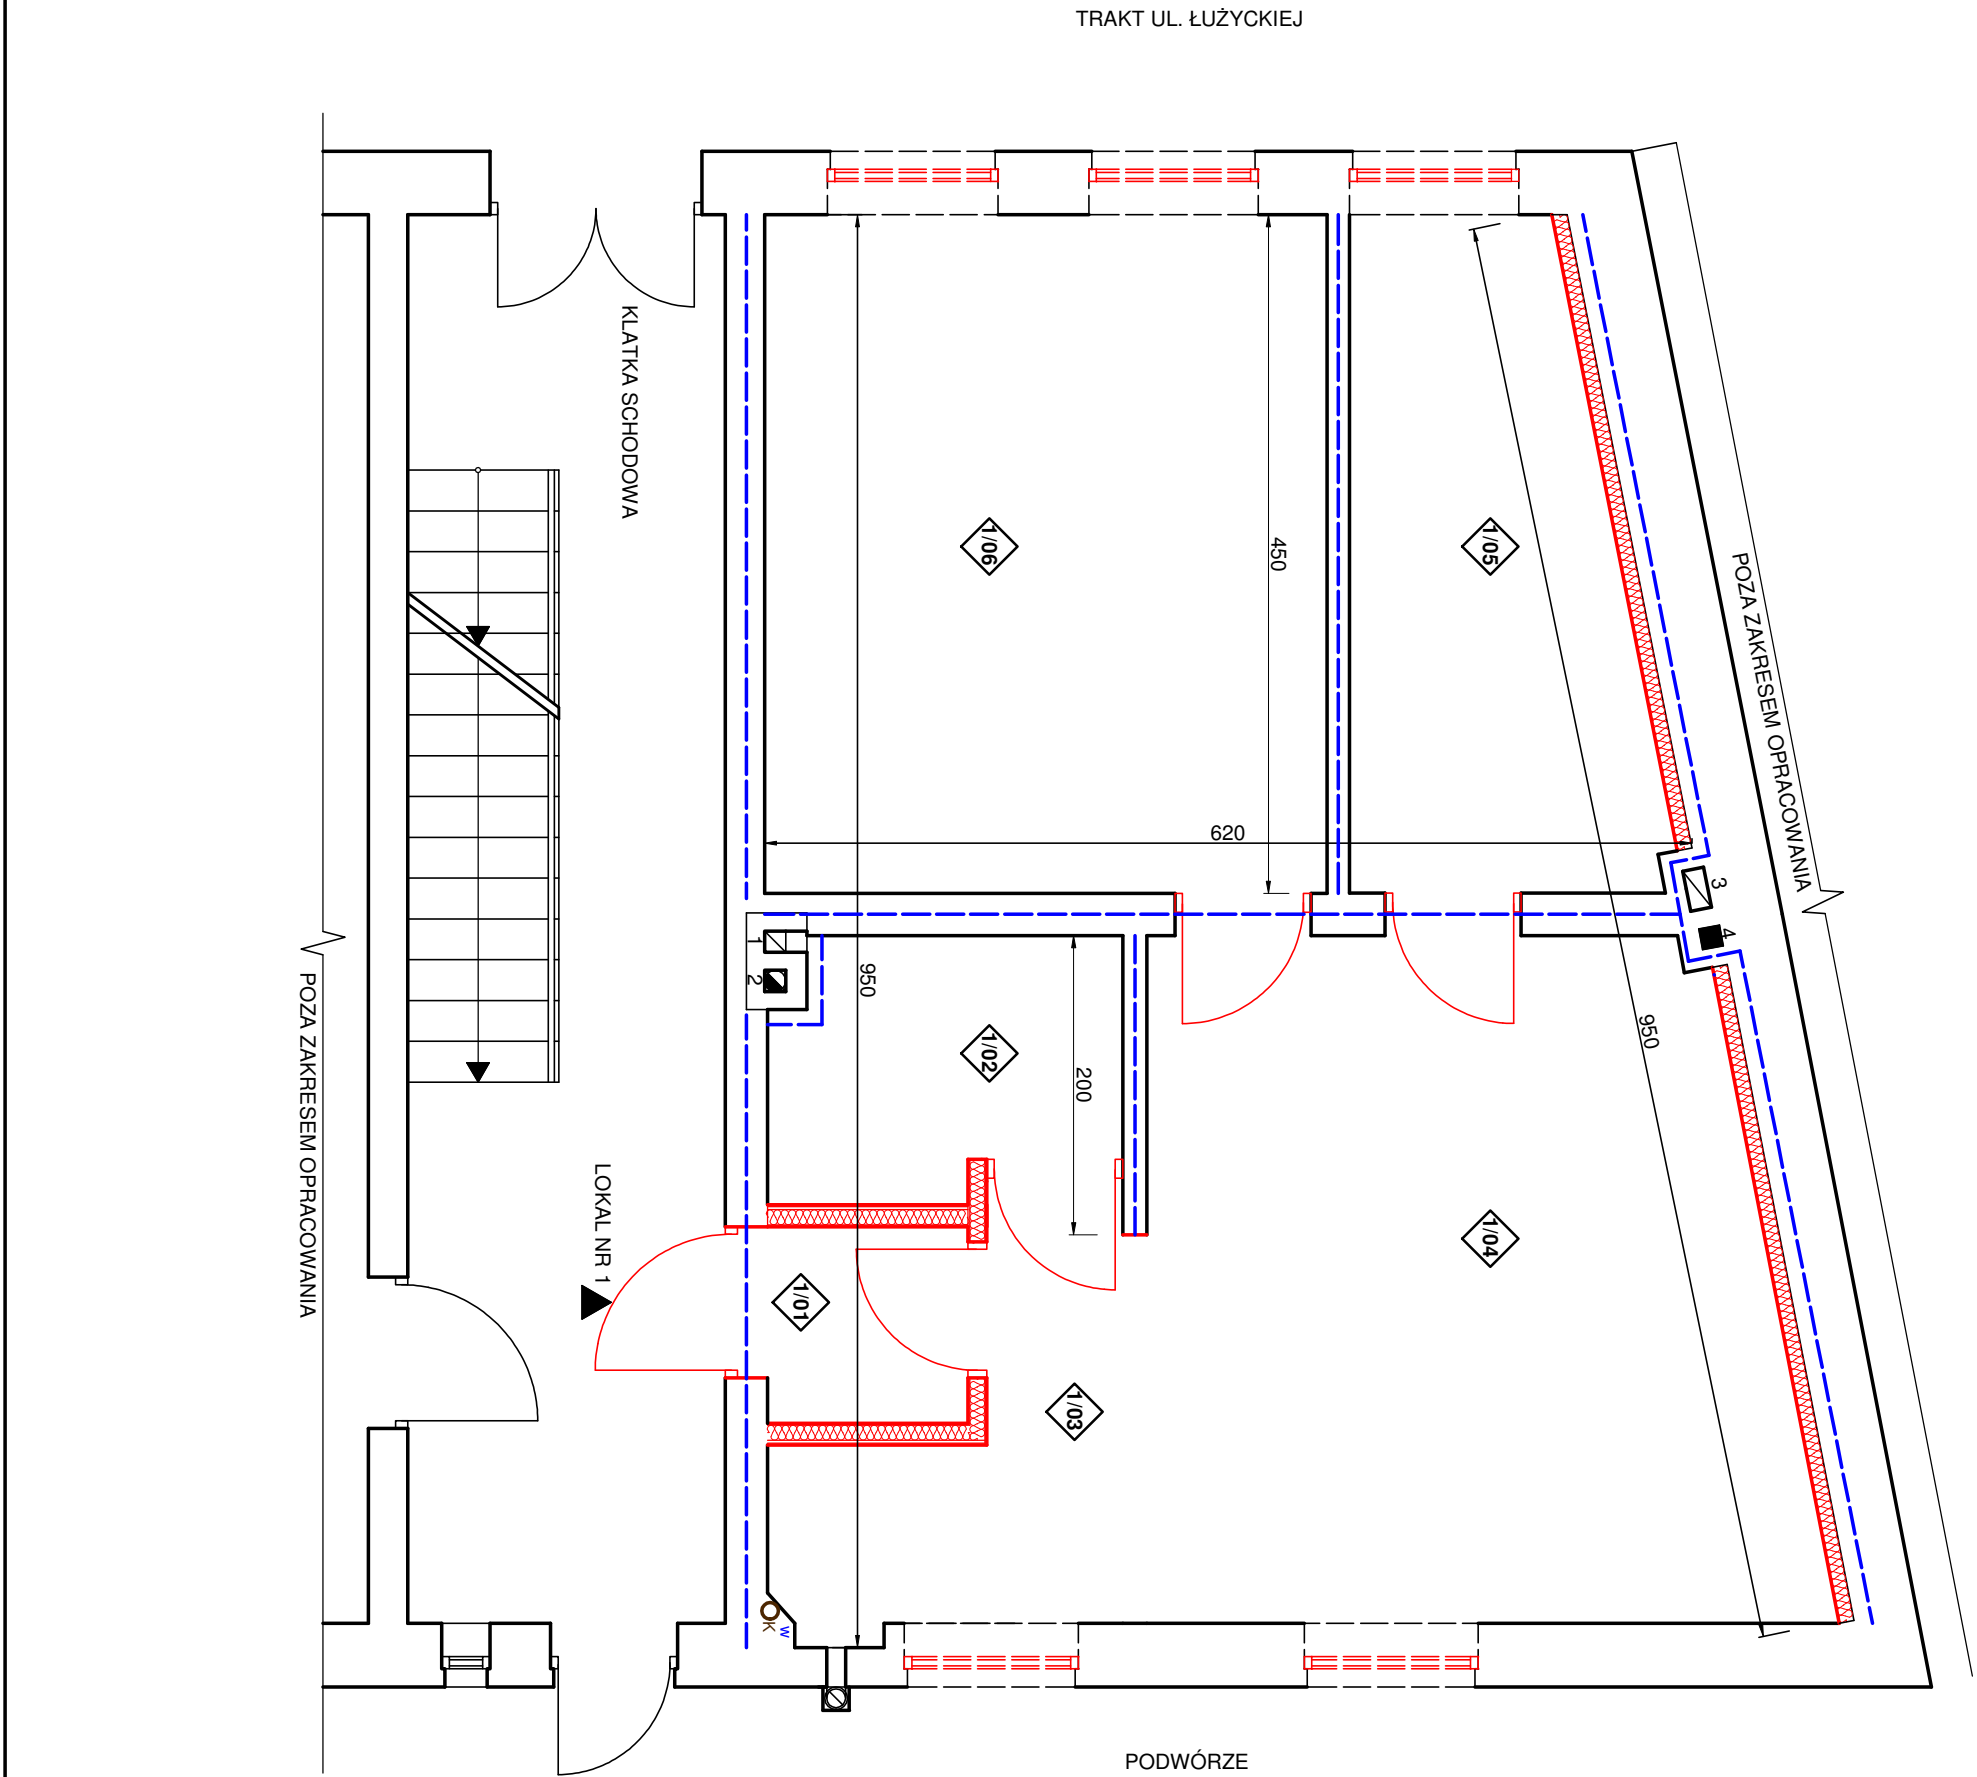 TRAKT UL. ŁUŻYCKIEJ
KLATKA SCHODOWA
1/06
450
1/05
POZA ZAKRESEM OPRACOWANIA
620
3
4
1
2
950
1/02
200
950
POZA ZAKRESEM OPRACOWANIA
LOKAL NR 1
1/01
1/04
1/03
K
w
PODWÓRZE